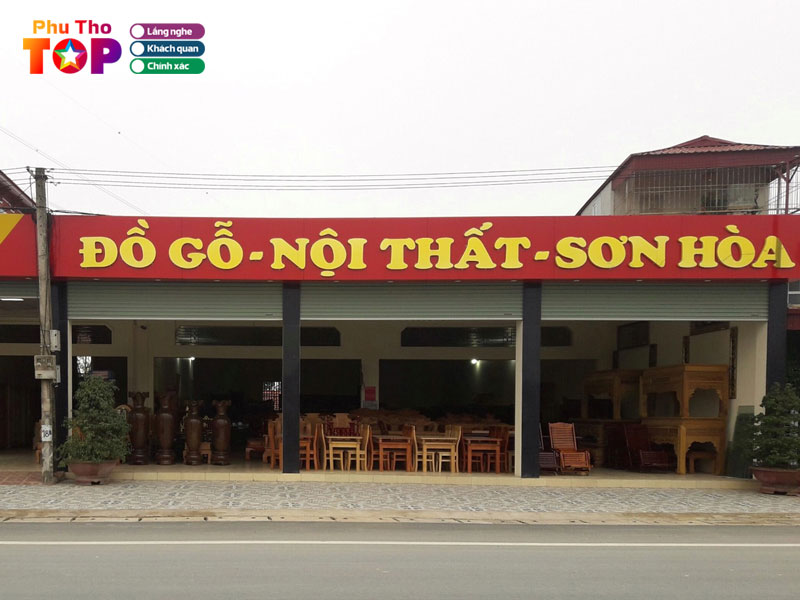 Phu Tho
TOP
Lắng nghe
Khách quan
Chính xác
ĐỒ GỖ - NỘI THẤT - SƠN HÒA